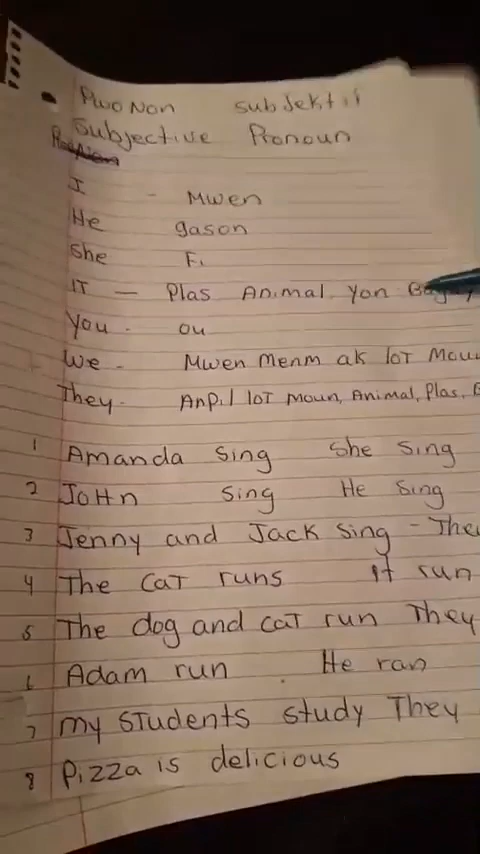 Pwo Non subjektif
Subjective Pronoun
I - Mwen
He gason
She Fi
IT - Plas Animal Yon
You - ou
We - Mwen Menm ak loT Moun
They - Anpil loT Moun, Animal, Plas,
1 Amanda Sing She Sing
2 JoHn Sing He Sing
3 Jenny and Jack Sing - The
4 The CaT runs iT run
5 The dog and caT run They
6 Adam run He ran
7 my STudents study They
8 Pizza is delicious